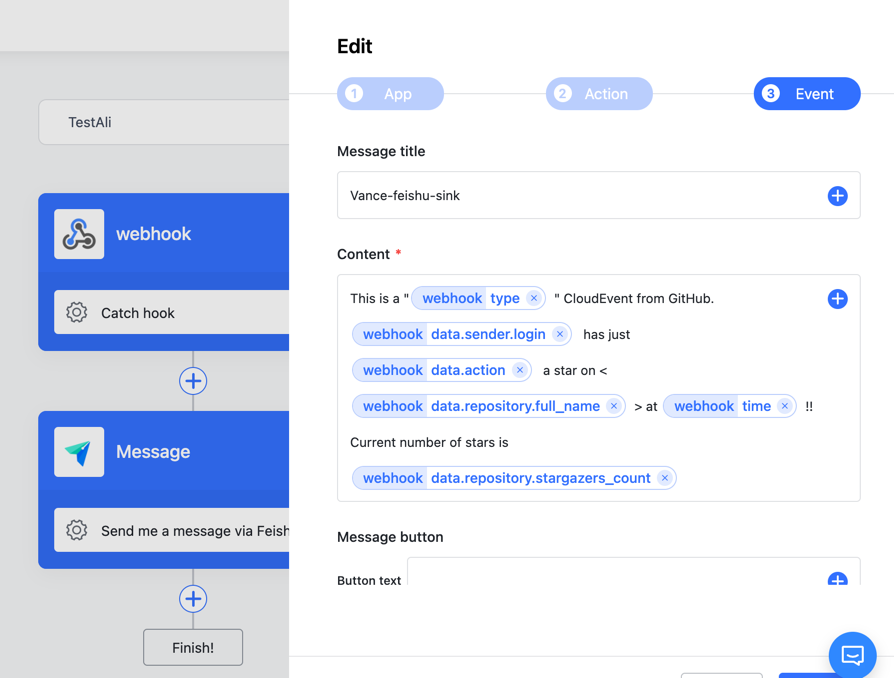 Edit
1 App
2 Action
3 Event
TestAli
webhook
Catch hook
Message
Send me a message via Feish
Finish!
Message title
Vance-feishu-sink
Content *
This is a " webhook type × " CloudEvent from GitHub.
webhook data.sender.login × has just
webhook data.action × a star on <
webhook data.repository.full_name × > at webhook time × !!
Current number of stars is
webhook data.repository.stargazers_count ×
Message button
Button text